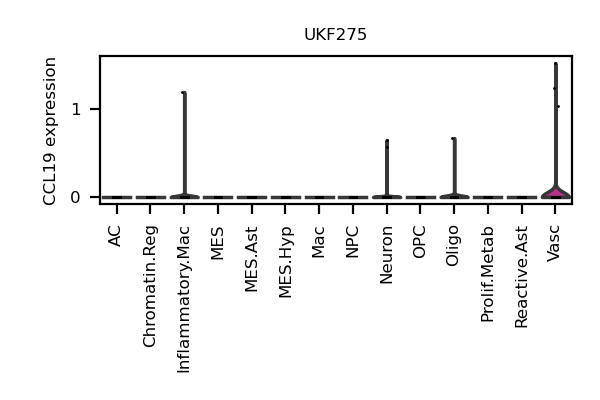 UKF275
CCL19 expression
1
0
AC
Chromatin.Reg
Inflammatory.Mac
MES
MES.Ast
MES.Hyp
Mac
NPC
Neuron
OPC
Oligo
Prolif.Metab
Reactive.Ast
Vasc